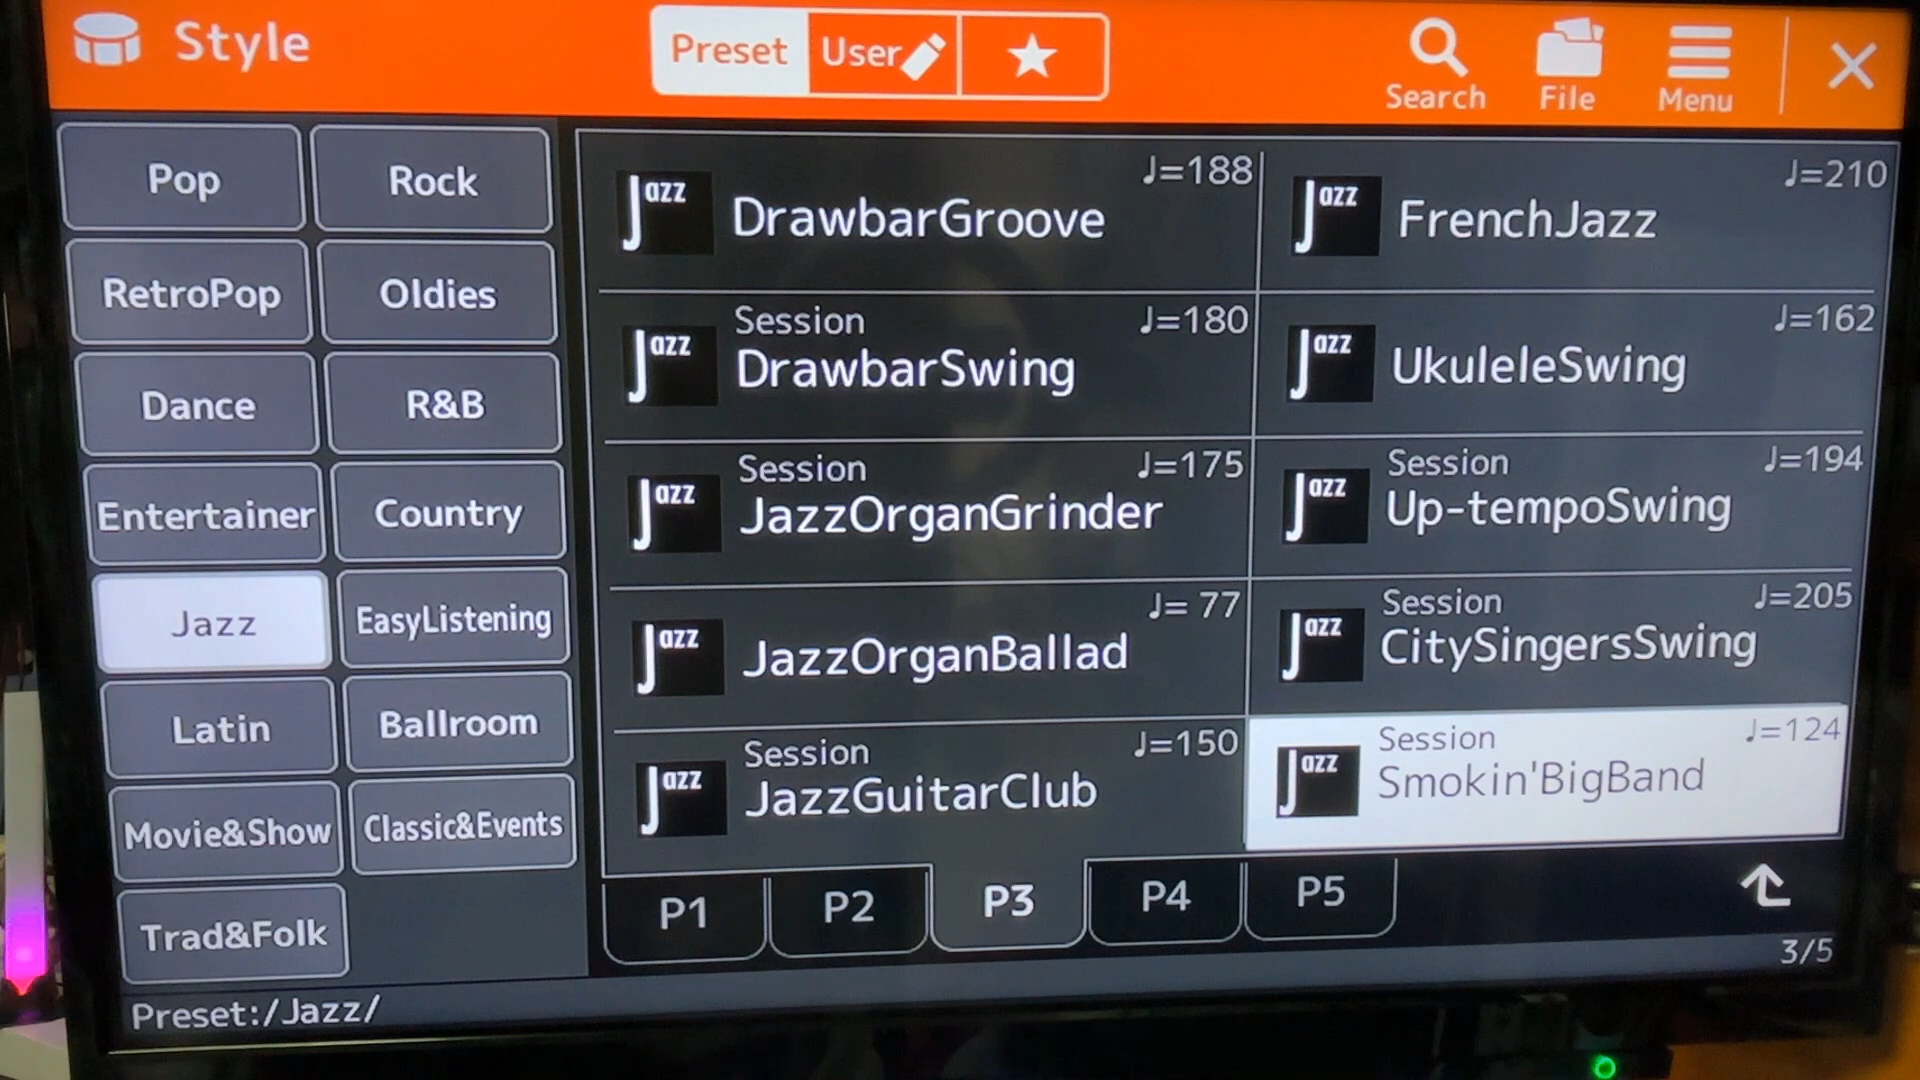 Style
Preset
User
Search
File
Menu
Pop
Rock
RetroPop
Oldies
Dance
R&B
Entertainer
Country
Jazz
EasyListening
Latin
Ballroom
Movie&Show
Classic&Events
Trad&Folk
Jazz
DrawbarGroove
♩=188
Jazz
FrenchJazz
♩=210
Jazz
Session
DrawbarSwing
♩=180
Jazz
UkuleleSwing
♩=162
Jazz
Session
JazzOrganGrinder
♩=175
Jazz
Session
Up-tempoSwing
♩=194
Jazz
JazzOrganBallad
♩= 77
Jazz
Session
CitySingersSwing
♩=205
Jazz
Session
JazzGuitarClub
♩=150
Jazz
Session
Smokin'BigBand
♩=124
P1
P2
P3
P4
P5
3/5
Preset:/Jazz/